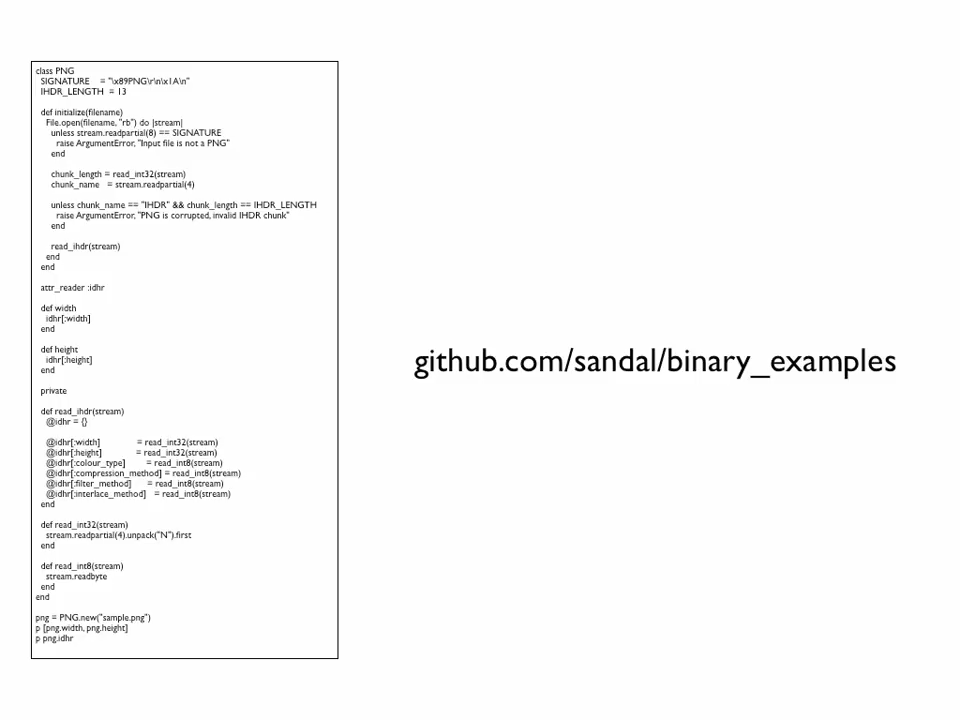 class PNG
  SIGNATURE    = "\x89PNG\r\n\x1A\n"
  IHDR_LENGTH  = 13

  def initialize(filename)
    File.open(filename, "rb") do |stream|
      unless stream.readpartial(8) == SIGNATURE
        raise ArgumentError, "Input file is not a PNG"
      end

      chunk_length = read_int32(stream)
      chunk_name   = stream.readpartial(4)

      unless chunk_name == "IHDR" && chunk_length == IHDR_LENGTH
        raise ArgumentError, "PNG is corrupted, invalid IHDR chunk"
      end

      read_ihdr(stream)
    end
  end

  attr_reader :idhr

  def width
    idhr[:width]
  end

  def height
    idhr[:height]
  end

  private

  def read_ihdr(stream)
    @idhr = {}

    @idhr[:width]              = read_int32(stream)
    @idhr[:height]             = read_int32(stream)
    @idhr[:colour_type]        = read_int8(stream)
    @idhr[:compression_method] = read_int8(stream)
    @idhr[:filter_method]      = read_int8(stream)
    @idhr[:interlace_method]   = read_int8(stream)
  end

  def read_int32(stream)
    stream.readpartial(4).unpack("N").first
  end

  def read_int8(stream)
    stream.readbyte
  end
end

png = PNG.new("sample.png")
p [png.width, png.height]
p png.idhr
github.com/sandal/binary_examples